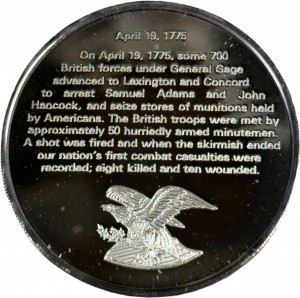 April 19, 1775
On April 19, 1775, some 700
British forces under General Gage
advanced to Lexington and Concord
to arrest Samuel Adams and John
Hancock, and seize stores of munitions held
by Americans. The British troops were met by
approximately 50 hurriedly armed minutemen.
A shot was fired and when the skirmish ended
our nation's first combat casualties were
recorded; eight killed and ten wounded.